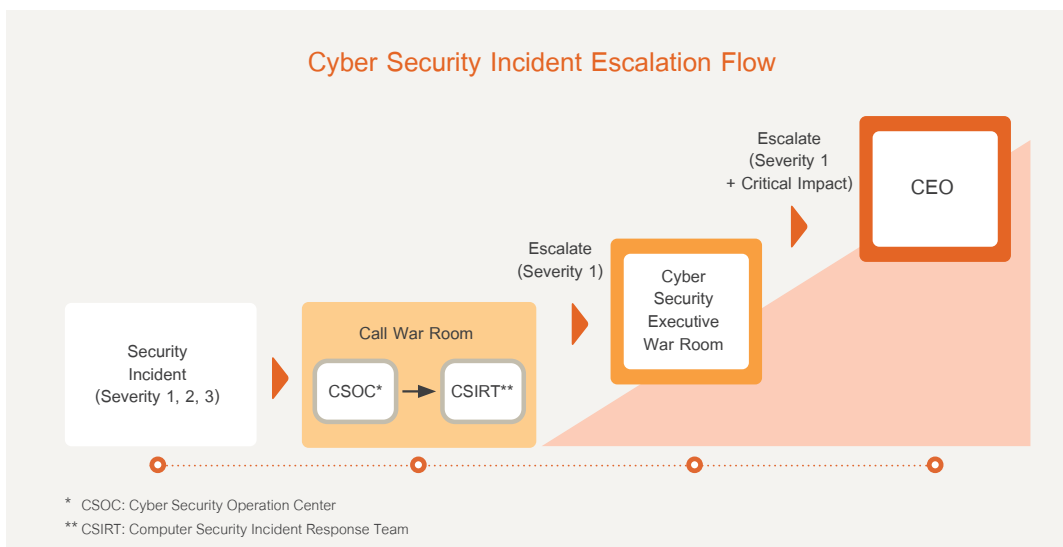 Cyber Security Incident Escalation Flow
Security
Incident
(Severity 1, 2, 3)
Call War Room
CSOC*
CSIRT**
Escalate
(Severity 1)
Cyber
Security
Executive
War Room
Escalate
(Severity 1
+ Critical Impact)
CEO
* CSOC: Cyber Security Operation Center
** CSIRT: Computer Security Incident Response Team